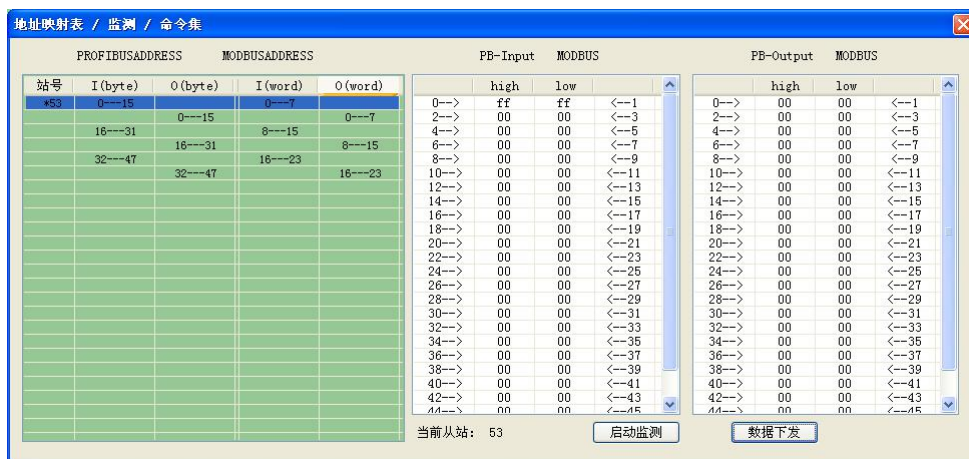 地址映射表 / 监测 / 命令集
PROFIBUSADDRESS MODBUSADDRESS PB-Input MODBUS PB-Output MODBUS
站号 I(byte) O(byte) I(word) O(word) high low high low
*53 0---15 0---7 0--> ff ff <--1 0--> 00 00 <--1
0---15 0---7 2--> 00 00 <--3 2--> 00 00 <--3
16---31 8---15 4--> 00 00 <--5 4--> 00 00 <--5
16---31 8---15 6--> 00 00 <--7 6--> 00 00 <--7
32---47 16---23 8--> 00 00 <--9 8--> 00 00 <--9
32---47 16---23 10--> 00 00 <--11 10--> 00 00 <--11
12--> 00 00 <--13 12--> 00 00 <--13
14--> 00 00 <--15 14--> 00 00 <--15
16--> 00 00 <--17 16--> 00 00 <--17
18--> 00 00 <--19 18--> 00 00 <--19
20--> 00 00 <--21 20--> 00 00 <--21
22--> 00 00 <--23 22--> 00 00 <--23
24--> 00 00 <--25 24--> 00 00 <--25
26--> 00 00 <--27 26--> 00 00 <--27
28--> 00 00 <--29 28--> 00 00 <--29
30--> 00 00 <--31 30--> 00 00 <--31
32--> 00 00 <--33 32--> 00 00 <--33
34--> 00 00 <--35 34--> 00 00 <--35
36--> 00 00 <--37 36--> 00 00 <--37
38--> 00 00 <--39 38--> 00 00 <--39
40--> 00 00 <--41 40--> 00 00 <--41
42--> 00 00 <--43 42--> 00 00 <--43
44--> 00 00 <--45 44--> 00 00 <--45
当前从站: 53 启动监测 数据下发